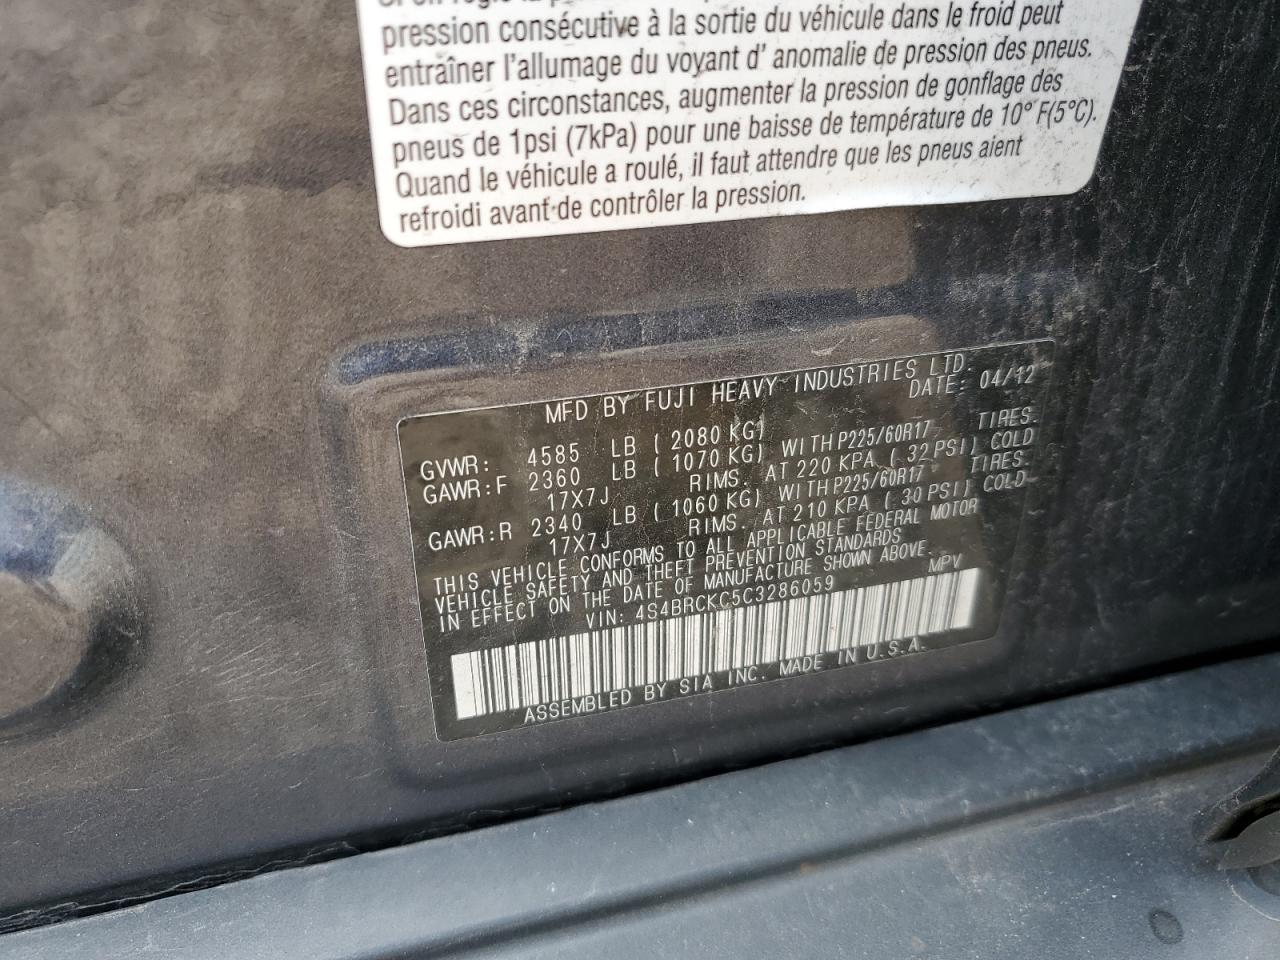 pression consécutive à la sortie du véhicule dans le froid peut
entraîner l'allumage du voyant d' anomalie de pression des pneus.
Dans ces circonstances, augmenter la pression de gonflage des
pneus de 1psi (7kPa) pour une baisse de température de 10° F(5°C).
Quand le véhicule a roulé, il faut attendre que les pneus aient
refroidi avant de contrôler la pression.
MFD BY FUJI HEAVY INDUSTRIES LTD.
DATE: 04/12
GVWR: 4585 LB ( 2080 KG)
GAWR:F 2360 LB ( 1070 KG) WITH P225/60R17 TIRES.
17X7J RIMS. AT 220 KPA ( 32 PSI) COLD
GAWR:R 2340 LB ( 1060 KG) WITH P225/60R17 TIRES.
17X7J RIMS. AT 210 KPA ( 30 PSI) COLD
THIS VEHICLE CONFORMS TO ALL APPLICABLE FEDERAL MOTOR
VEHICLE SAFETY AND THEFT PREVENTION STANDARDS
IN EFFECT ON THE DATE OF MANUFACTURE SHOWN ABOVE.
VIN: 4S4BRCKC5C3286059 MPV
ASSEMBLED BY SIA INC. MADE IN U.S.A.